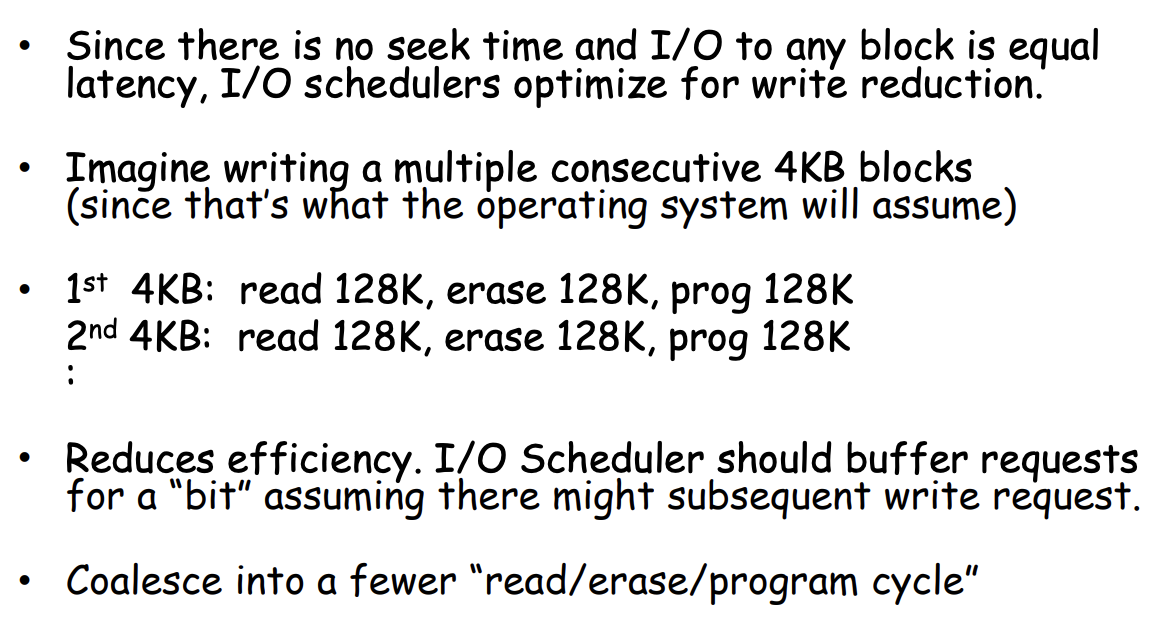 • Since there is no seek time and I/O to any block is equal
latency, I/O schedulers optimize for write reduction.
• Imagine writing a multiple consecutive 4KB blocks
(since that's what the operating system will assume)
• 1st 4KB: read 128K, erase 128K, prog 128K
2nd 4KB: read 128K, erase 128K, prog 128K
:
• Reduces efficiency. I/O Scheduler should buffer requests
for a “bit” assuming there might subsequent write request.
• Coalesce into a fewer “read/erase/program cycle”